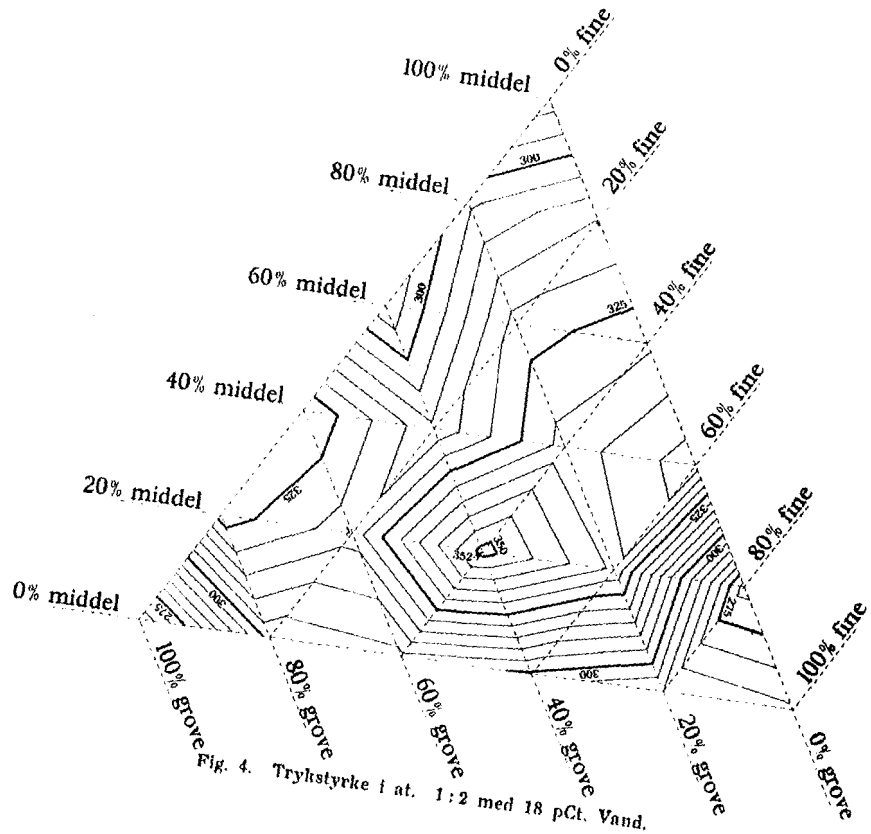 100% middel
0% fine
80% middel
20% fine
300
60% middel
40% fine
300
325
40% middel
60% fine
20% middel
325
80% fine
325
350
352
300
0% middel
275
300
275
100% fine
300
100% grove
80% grove
60% grove
40% grove
20% grove
0% grove
Fig. 4. Trykstyrke i at. 1:2 med 18 pCt. Vand.